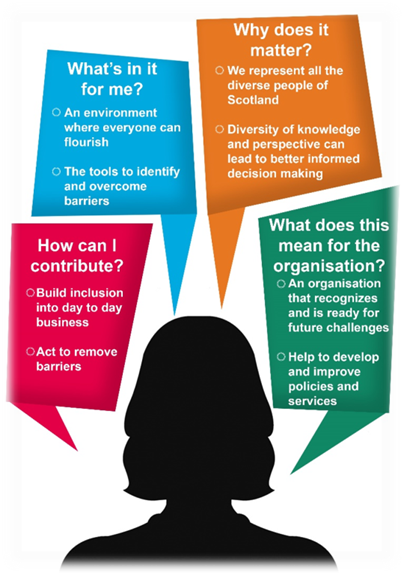 What's in it
for me?
○ An environment
where everyone can
flourish
○ The tools to identify
and overcome
barriers
Why does it
matter?
○ We represent all the
diverse people of
Scotland
○ Diversity of knowledge
and perspective can
lead to better informed
decision making
How can I
contribute?
○ Build inclusion
into day to day
business
○ Act to remove
barriers
What does this
mean for the
organisation?
○ An organisation
that recognizes
and is ready for
future challenges
○ Help to develop
and improve
policies and
services